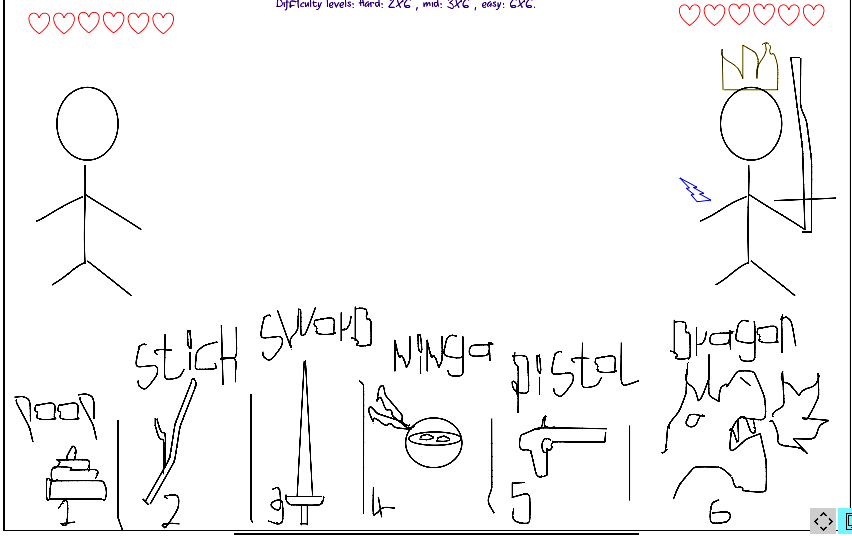 Difficulty levels: Hard: 2X6 , mid: 3X6 , easy: 6X6.
poop
stick
sword
Ninga
pistol
Dragon
1
2
3
4
5
6